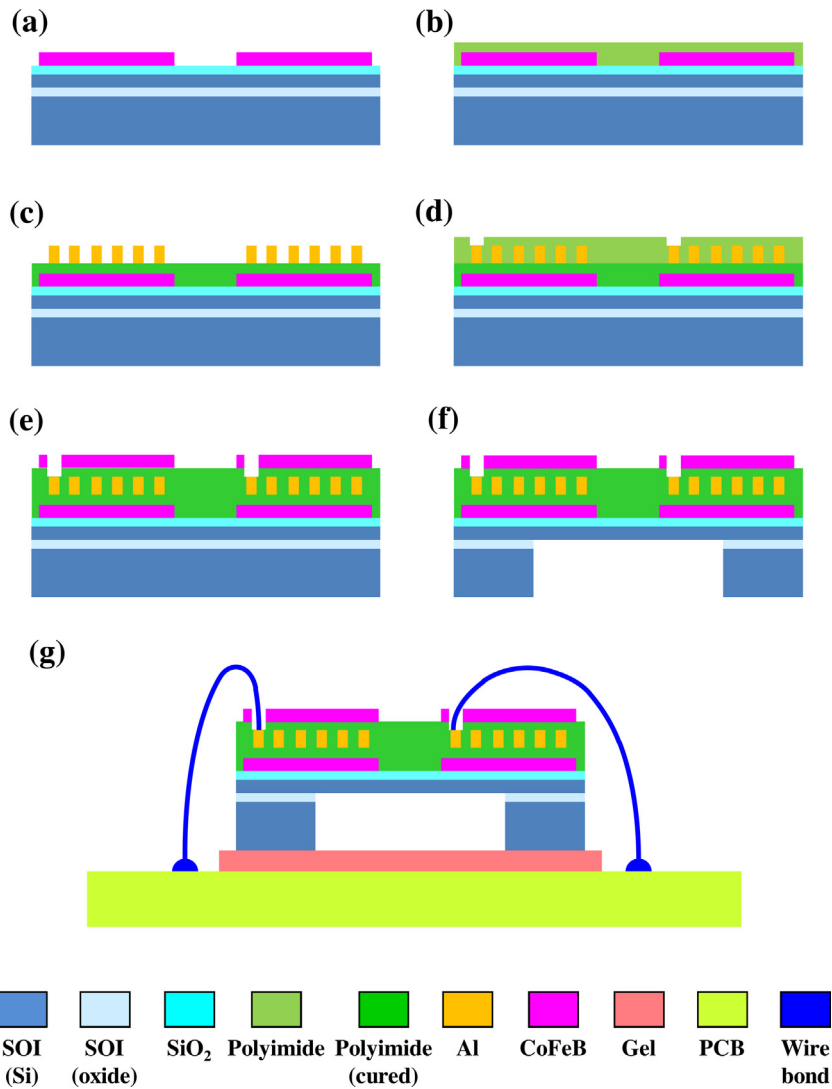 (a)
(b)
(c)
(d)
(e)
(f)
(g)
SOI (Si)
SOI (oxide)
SiO₂
Polyimide
Polyimide (cured)
Al
CoFeB
Gel
PCB
Wire bond